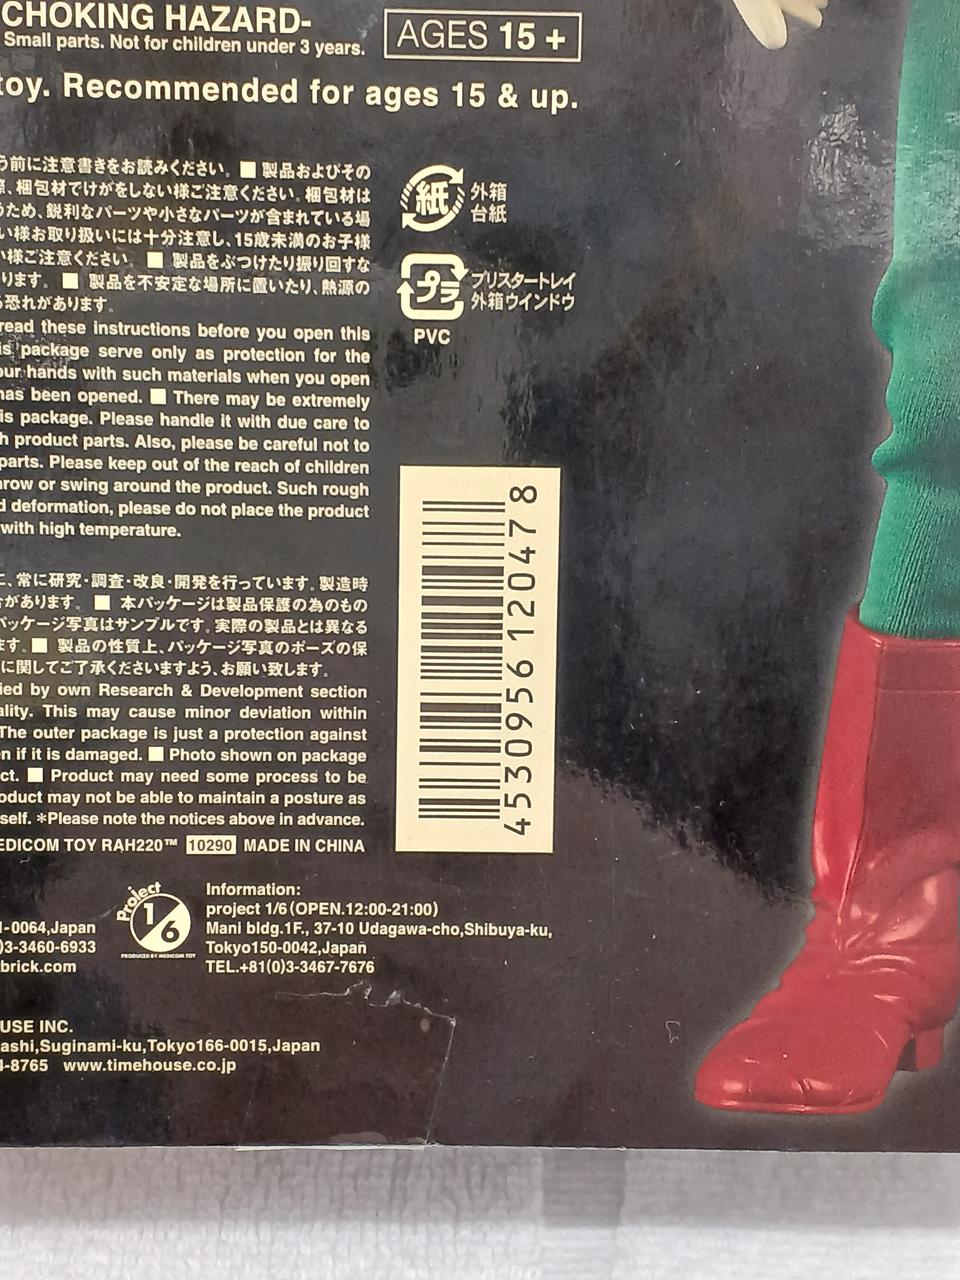 CHOKING HAZARD-
Small parts. Not for children under 3 years.
AGES 15 +
toy. Recommended for ages 15 & up.
う前に注意書きをお読みください。■ 製品およびその
際、梱包材でけがをしない様ご注意ください。梱包材は
のため、鋭利なパーツや小さなパーツが含まれている場
い様お取り扱いには十分注意し、15歳未満のお子様
い様ご注意ください。■ 製品をぶつけたり振り回すな
ります。■ 製品を不安定な場所に置いたり、熱源の
る恐れがあります。
read these instructions before you open this
is package serve only as protection for the
our hands with such materials when you open
has been opened. ■ There may be extremely
is package. Please handle it with due care to
h product parts. Also, please be careful not to
parts. Please keep out of the reach of children
hrow or swing around the product. Such rough
d deformation, please do not place the product
with high temperature.
紙
外箱
台紙
プラ
ブリスタートレイ
外箱ウインドウ
PVC
4530956120478
に、常に研究・調査・改良・開発を行っています。製造時
合があります。■ 本パッケージは製品保護の為のもの
パッケージ写真はサンプルです。実際の製品とは異なる
ます。■ 製品の性質上、パッケージ写真のポーズの保
に関してご了承くださいますよう、お願い致します。
ied by own Research & Development section
ality. This may cause minor deviation within
The outer package is just a protection against
n if it is damaged. ■ Photo shown on package
ct. ■ Product may need some process to be
oduct may not be able to maintain a posture as
self. *Please note the notices above in advance.
EDICOM TOY RAH220™ 10290 MADE IN CHINA
1-0064,Japan
)3-3460-6933
brick.com
Project
1/6
PRODUCED BY MEDICOM TOY
Information:
project 1/6(OPEN.12:00-21:00)
Mani bldg.1F., 37-10 Udagawa-cho,Shibuya-ku,
Tokyo150-0042,Japan
TEL.+81(0)3-3467-7676
USE INC.
ashi,Suginami-ku,Tokyo166-0015,Japan
4-8765 www.timehouse.co.jp